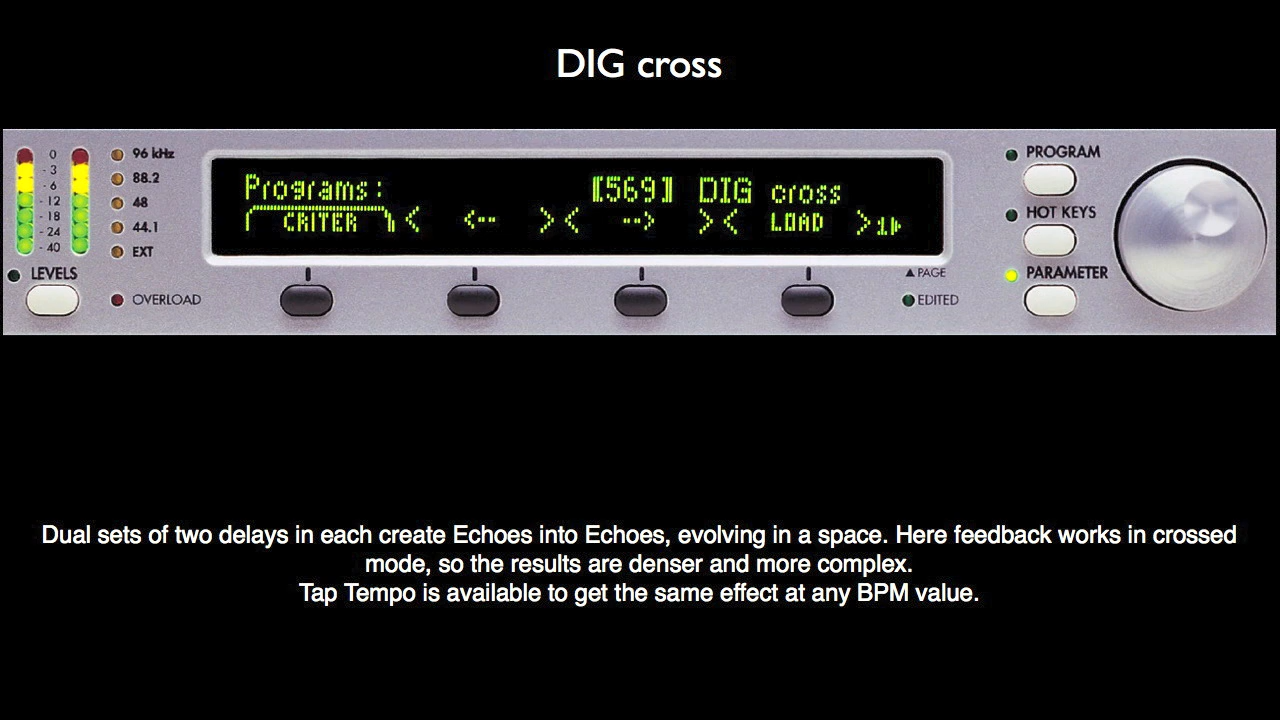 DIG cross
0
- 3
- 6
- 12
- 18
- 24
- 40
LEVELS
96 kHz
88.2
48
44.1
EXT
OVERLOAD
Programs: [569] DIG cross
CRITER < <-- >< --> >< LOAD >
▲ PAGE
EDITED
PROGRAM
HOT KEYS
PARAMETER
Dual sets of two delays in each create Echoes into Echoes, evolving in a space. Here feedback works in crossed
mode, so the results are denser and more complex.
Tap Tempo is available to get the same effect at any BPM value.